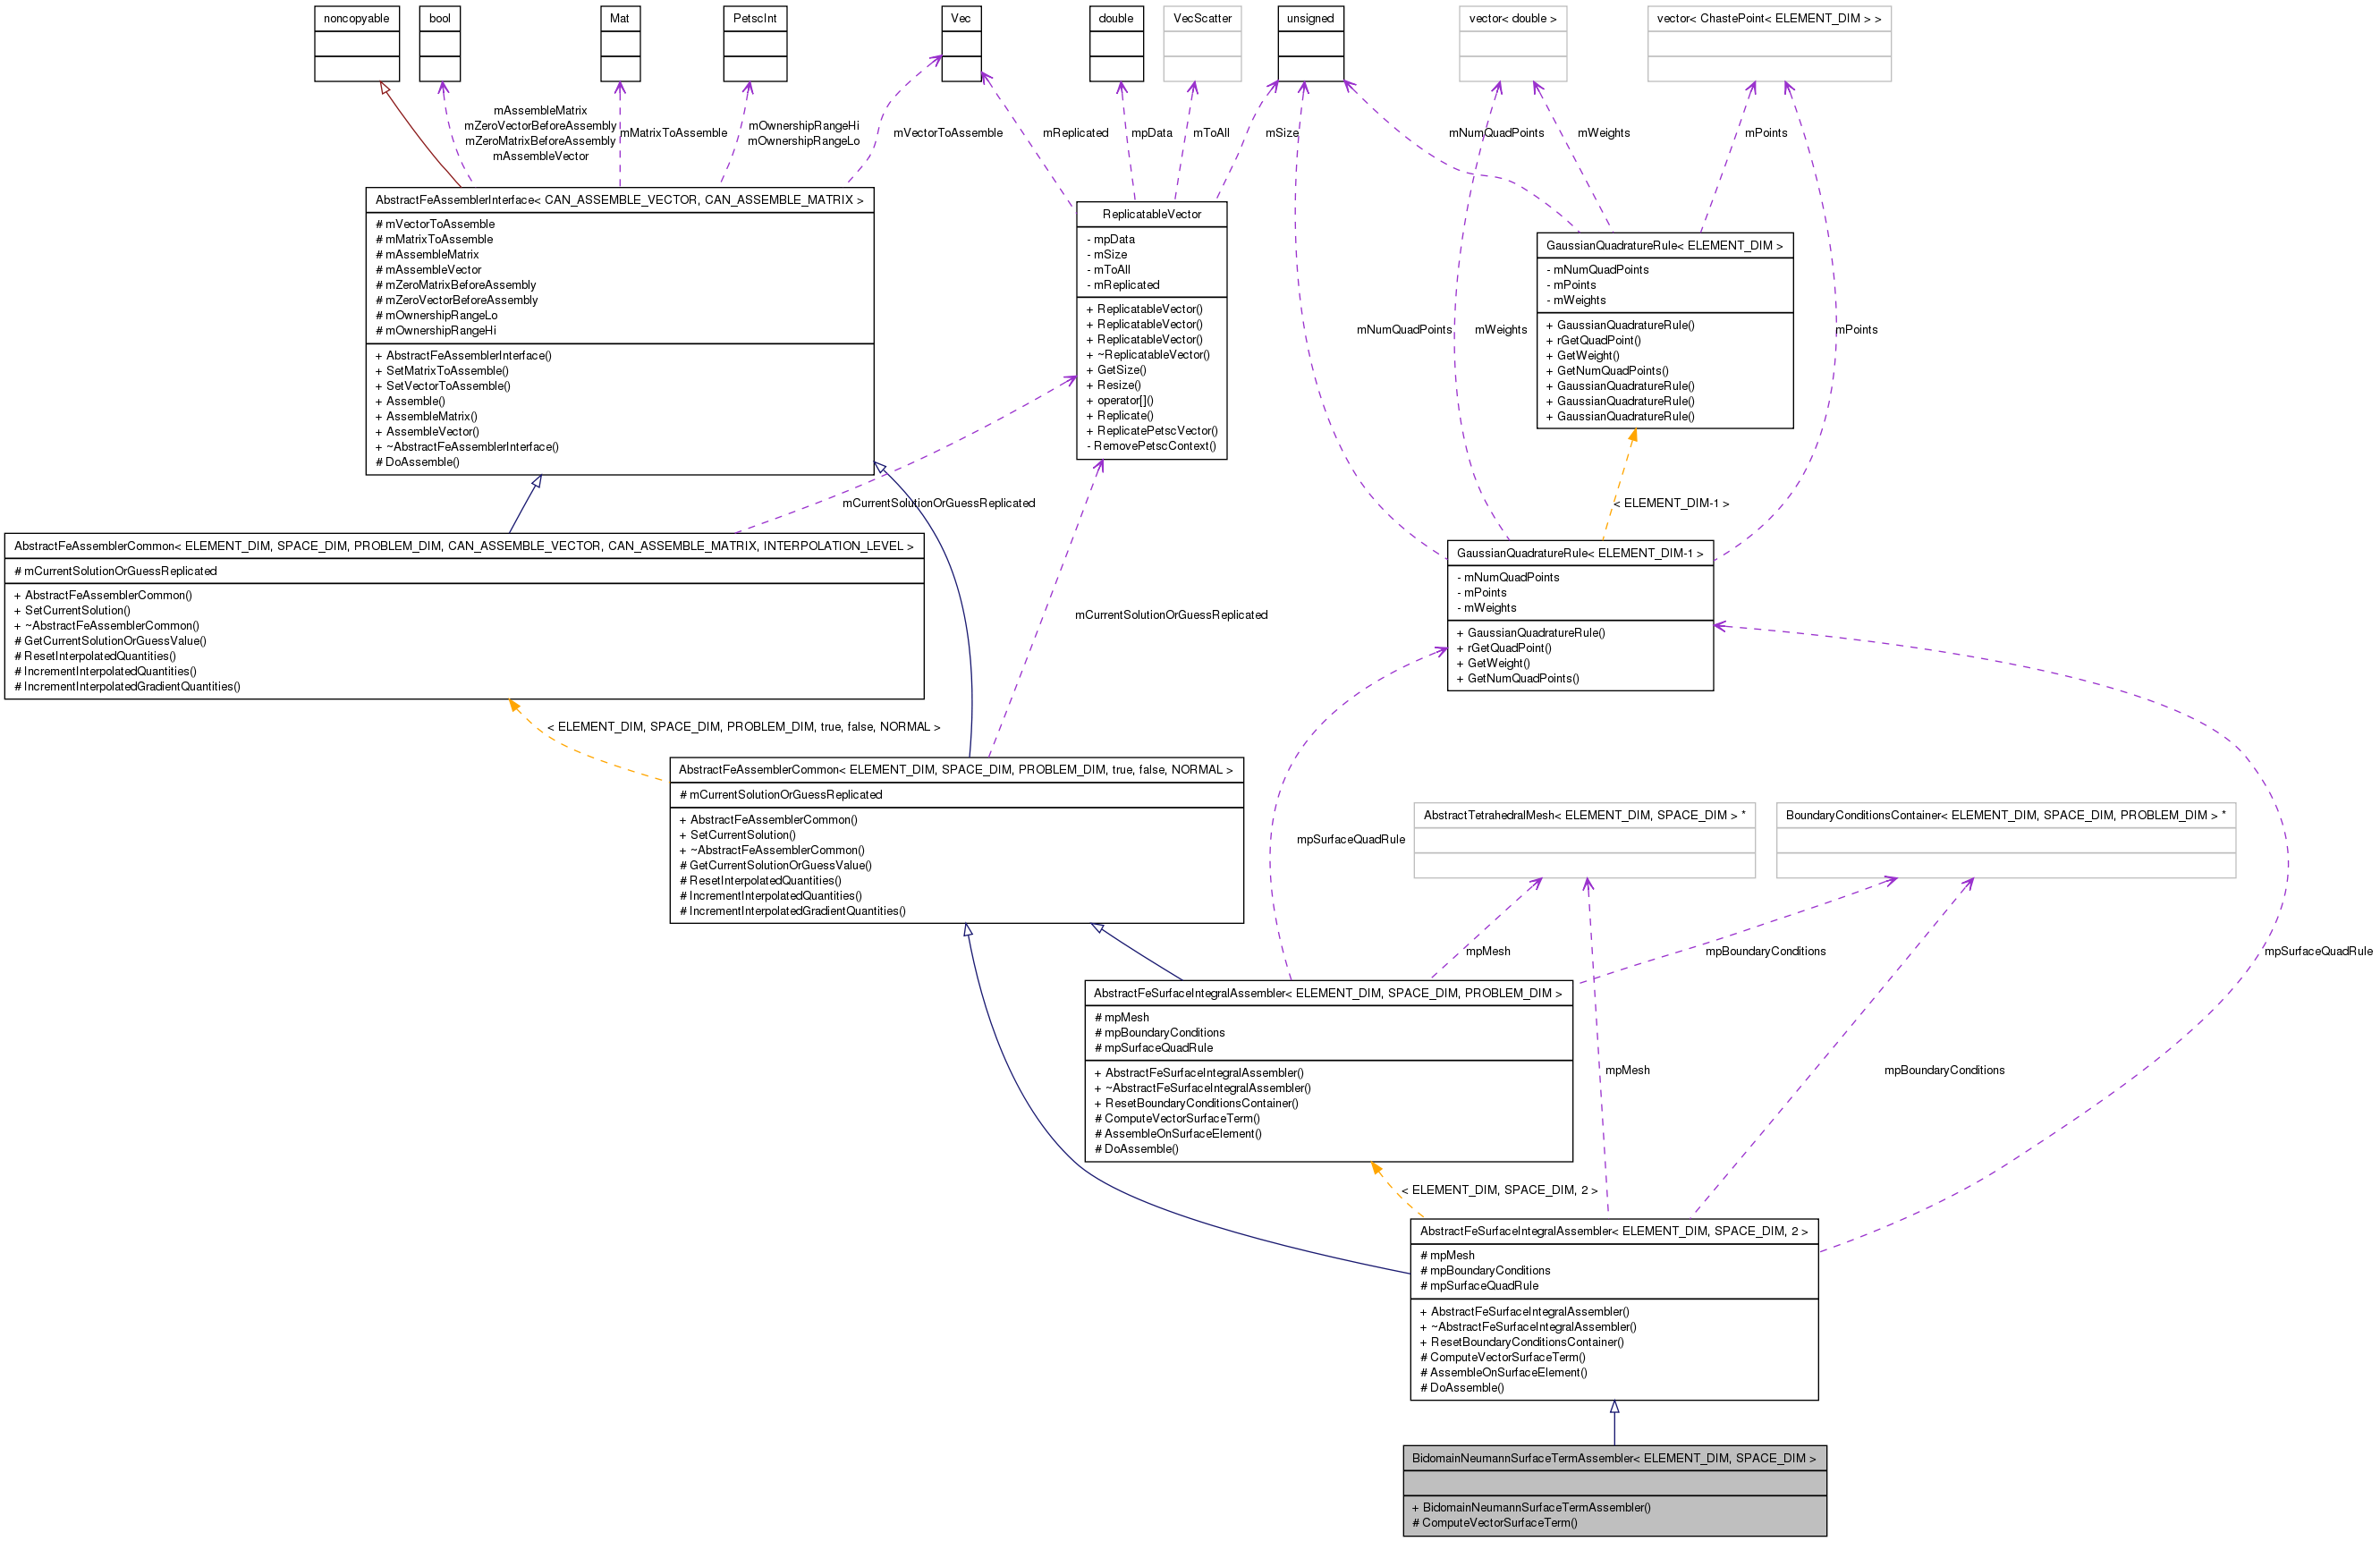 noncopyable
bool
Mat
PetscInt
Vec
double
VecScatter
unsigned
vector< double >
vector< ChastePoint< ELEMENT_DIM > >
mAssembleMatrix
mZeroVectorBeforeAssembly
mZeroMatrixBeforeAssembly
mAssembleVector
mMatrixToAssemble
mOwnershipRangeHi
mOwnershipRangeLo
mVectorToAssemble
mReplicated
mpData
mToAll
mSize
mNumQuadPoints
mWeights
mPoints
AbstractFeAssemblerInterface< CAN_ASSEMBLE_VECTOR, CAN_ASSEMBLE_MATRIX >
# mVectorToAssemble
# mMatrixToAssemble
# mAssembleMatrix
# mAssembleVector
# mZeroMatrixBeforeAssembly
# mZeroVectorBeforeAssembly
# mOwnershipRangeLo
# mOwnershipRangeHi
+ AbstractFeAssemblerInterface()
+ SetMatrixToAssemble()
+ SetVectorToAssemble()
+ Assemble()
+ AssembleMatrix()
+ AssembleVector()
+ ~AbstractFeAssemblerInterface()
# DoAssemble()
ReplicatableVector
- mpData
- mSize
- mToAll
- mReplicated
+ ReplicatableVector()
+ ReplicatableVector()
+ ReplicatableVector()
+ ~ReplicatableVector()
+ GetSize()
+ Resize()
+ operator[]()
+ Replicate()
+ ReplicatePetscVector()
- RemovePetscContext()
GaussianQuadratureRule< ELEMENT_DIM >
- mNumQuadPoints
- mPoints
- mWeights
+ GaussianQuadratureRule()
+ rGetQuadPoint()
+ GetWeight()
+ GetNumQuadPoints()
+ GaussianQuadratureRule()
+ GaussianQuadratureRule()
+ GaussianQuadratureRule()
mNumQuadPoints
mWeights
mPoints
mCurrentSolutionOrGuessReplicated
< ELEMENT_DIM-1 >
AbstractFeAssemblerCommon< ELEMENT_DIM, SPACE_DIM, PROBLEM_DIM, CAN_ASSEMBLE_VECTOR, CAN_ASSEMBLE_MATRIX, INTERPOLATION_LEVEL >
# mCurrentSolutionOrGuessReplicated
+ AbstractFeAssemblerCommon()
+ SetCurrentSolution()
+ ~AbstractFeAssemblerCommon()
# GetCurrentSolutionOrGuessValue()
# ResetInterpolatedQuantities()
# IncrementInterpolatedQuantities()
# IncrementInterpolatedGradientQuantities()
mCurrentSolutionOrGuessReplicated
GaussianQuadratureRule< ELEMENT_DIM-1 >
- mNumQuadPoints
- mPoints
- mWeights
+ GaussianQuadratureRule()
+ rGetQuadPoint()
+ GetWeight()
+ GetNumQuadPoints()
< ELEMENT_DIM, SPACE_DIM, PROBLEM_DIM, true, false, NORMAL >
AbstractFeAssemblerCommon< ELEMENT_DIM, SPACE_DIM, PROBLEM_DIM, true, false, NORMAL >
# mCurrentSolutionOrGuessReplicated
+ AbstractFeAssemblerCommon()
+ SetCurrentSolution()
+ ~AbstractFeAssemblerCommon()
# GetCurrentSolutionOrGuessValue()
# ResetInterpolatedQuantities()
# IncrementInterpolatedQuantities()
# IncrementInterpolatedGradientQuantities()
mpSurfaceQuadRule
AbstractTetrahedralMesh< ELEMENT_DIM, SPACE_DIM > *
BoundaryConditionsContainer< ELEMENT_DIM, SPACE_DIM, PROBLEM_DIM > *
mpMesh
mpBoundaryConditions
mpSurfaceQuadRule
AbstractFeSurfaceIntegralAssembler< ELEMENT_DIM, SPACE_DIM, PROBLEM_DIM >
# mpMesh
# mpBoundaryConditions
# mpSurfaceQuadRule
+ AbstractFeSurfaceIntegralAssembler()
+ ~AbstractFeSurfaceIntegralAssembler()
+ ResetBoundaryConditionsContainer()
# ComputeVectorSurfaceTerm()
# AssembleOnSurfaceElement()
# DoAssemble()
mpMesh
mpBoundaryConditions
< ELEMENT_DIM, SPACE_DIM, 2 >
AbstractFeSurfaceIntegralAssembler< ELEMENT_DIM, SPACE_DIM, 2 >
# mpMesh
# mpBoundaryConditions
# mpSurfaceQuadRule
+ AbstractFeSurfaceIntegralAssembler()
+ ~AbstractFeSurfaceIntegralAssembler()
+ ResetBoundaryConditionsContainer()
# ComputeVectorSurfaceTerm()
# AssembleOnSurfaceElement()
# DoAssemble()
BidomainNeumannSurfaceTermAssembler< ELEMENT_DIM, SPACE_DIM >
+ BidomainNeumannSurfaceTermAssembler()
# ComputeVectorSurfaceTerm()